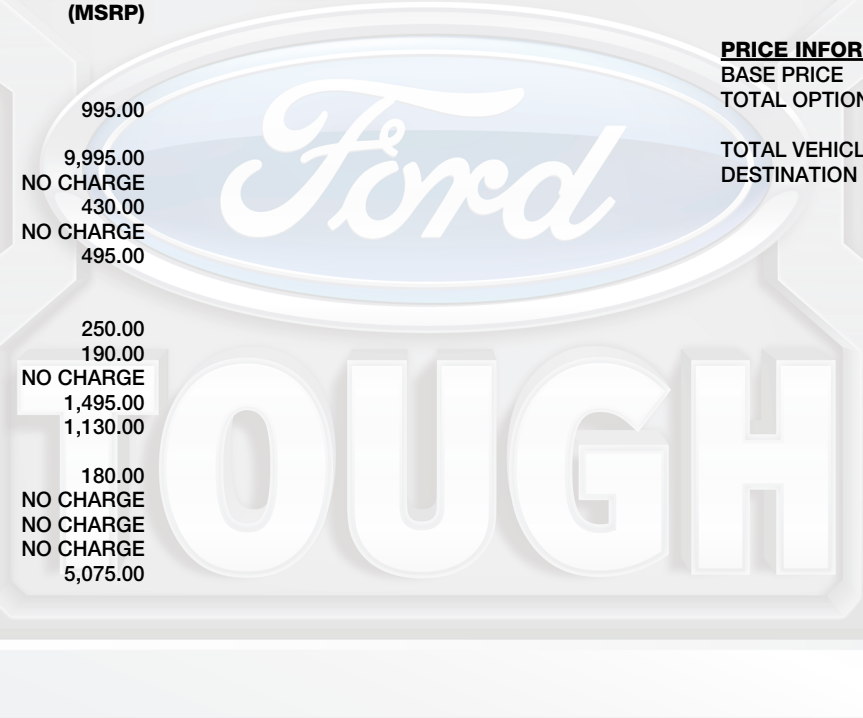 (MSRP)
995.00
9,995.00
NO CHARGE
430.00
NO CHARGE
495.00
250.00
190.00
NO CHARGE
1,495.00
1,130.00
180.00
NO CHARGE
NO CHARGE
NO CHARGE
5,075.00
PRICE INFOR
BASE PRICE
TOTAL OPTION
TOTAL VEHICL
DESTINATION
Ford
TOUGH